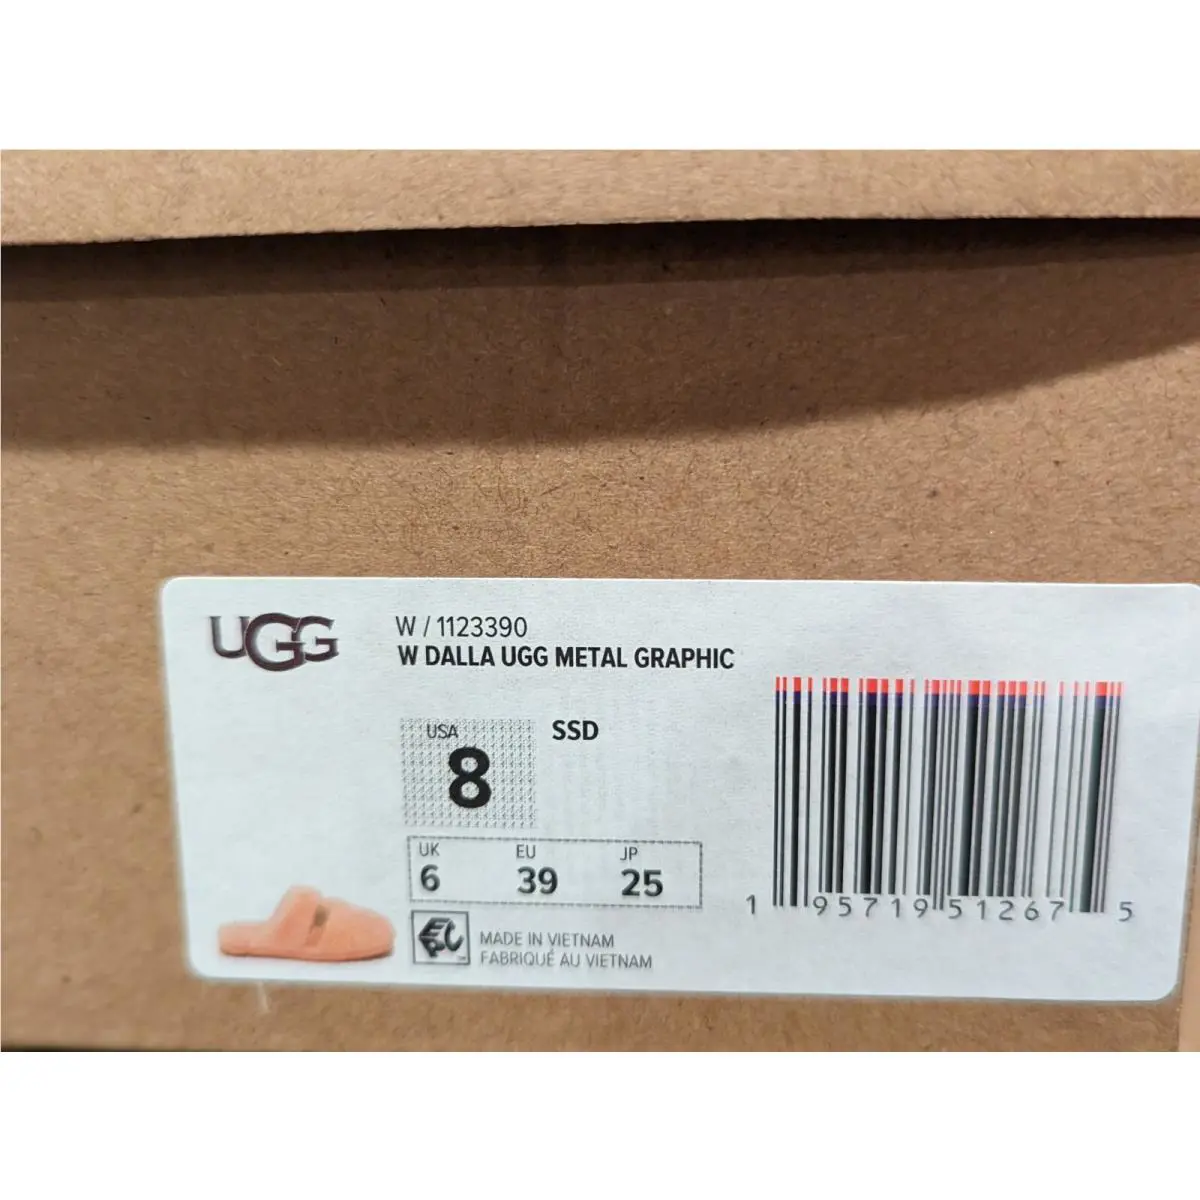 UGG
W / 1123390
W DALLA UGG METAL GRAPHIC
USA
8
SSD
UK EU JP
6 39 25
MADE IN VIETNAM
FABRIQUÉ AU VIETNAM
1 95719 51267 5